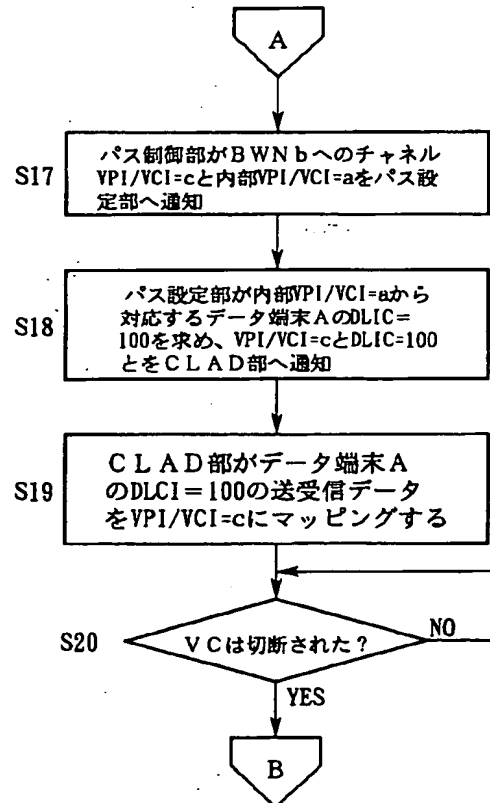 A
S17
パス制御部がBWNbへのチャネル
VPI/VCI=cと内部VPI/VCI=aをパス設
定部へ通知
S18
パス設定部が内部VPI/VCI=aから
対応するデータ端末AのDLIC=
100を求め、VPI/VCI=cとDLIC=100
とをCLAD部へ通知
S19
CLAD部がデータ端末A
のDLCI=100の送受信データ
をVPI/VCI=cにマッピングする
S20
VCは切断された?
NO
YES
B